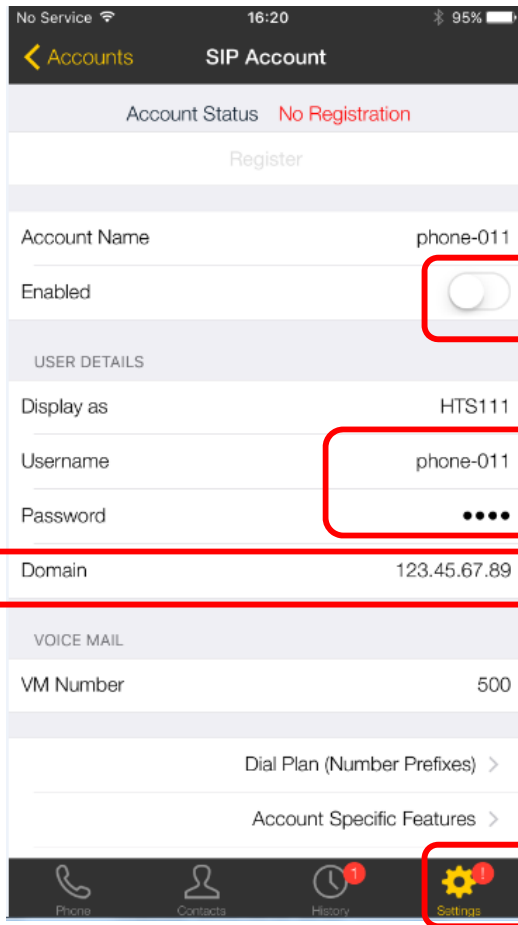 No Service 16:20 95%
Accounts SIP Account
Account Status No Registration
Register
Account Name phone-011
Enabled
USER DETAILS
Display as HTS111
Username phone-011
Password ••••
Domain 123.45.67.89
VOICE MAIL
VM Number 500
Dial Plan (Number Prefixes) >
Account Specific Features >
1 !
Phone Contacts History Settings